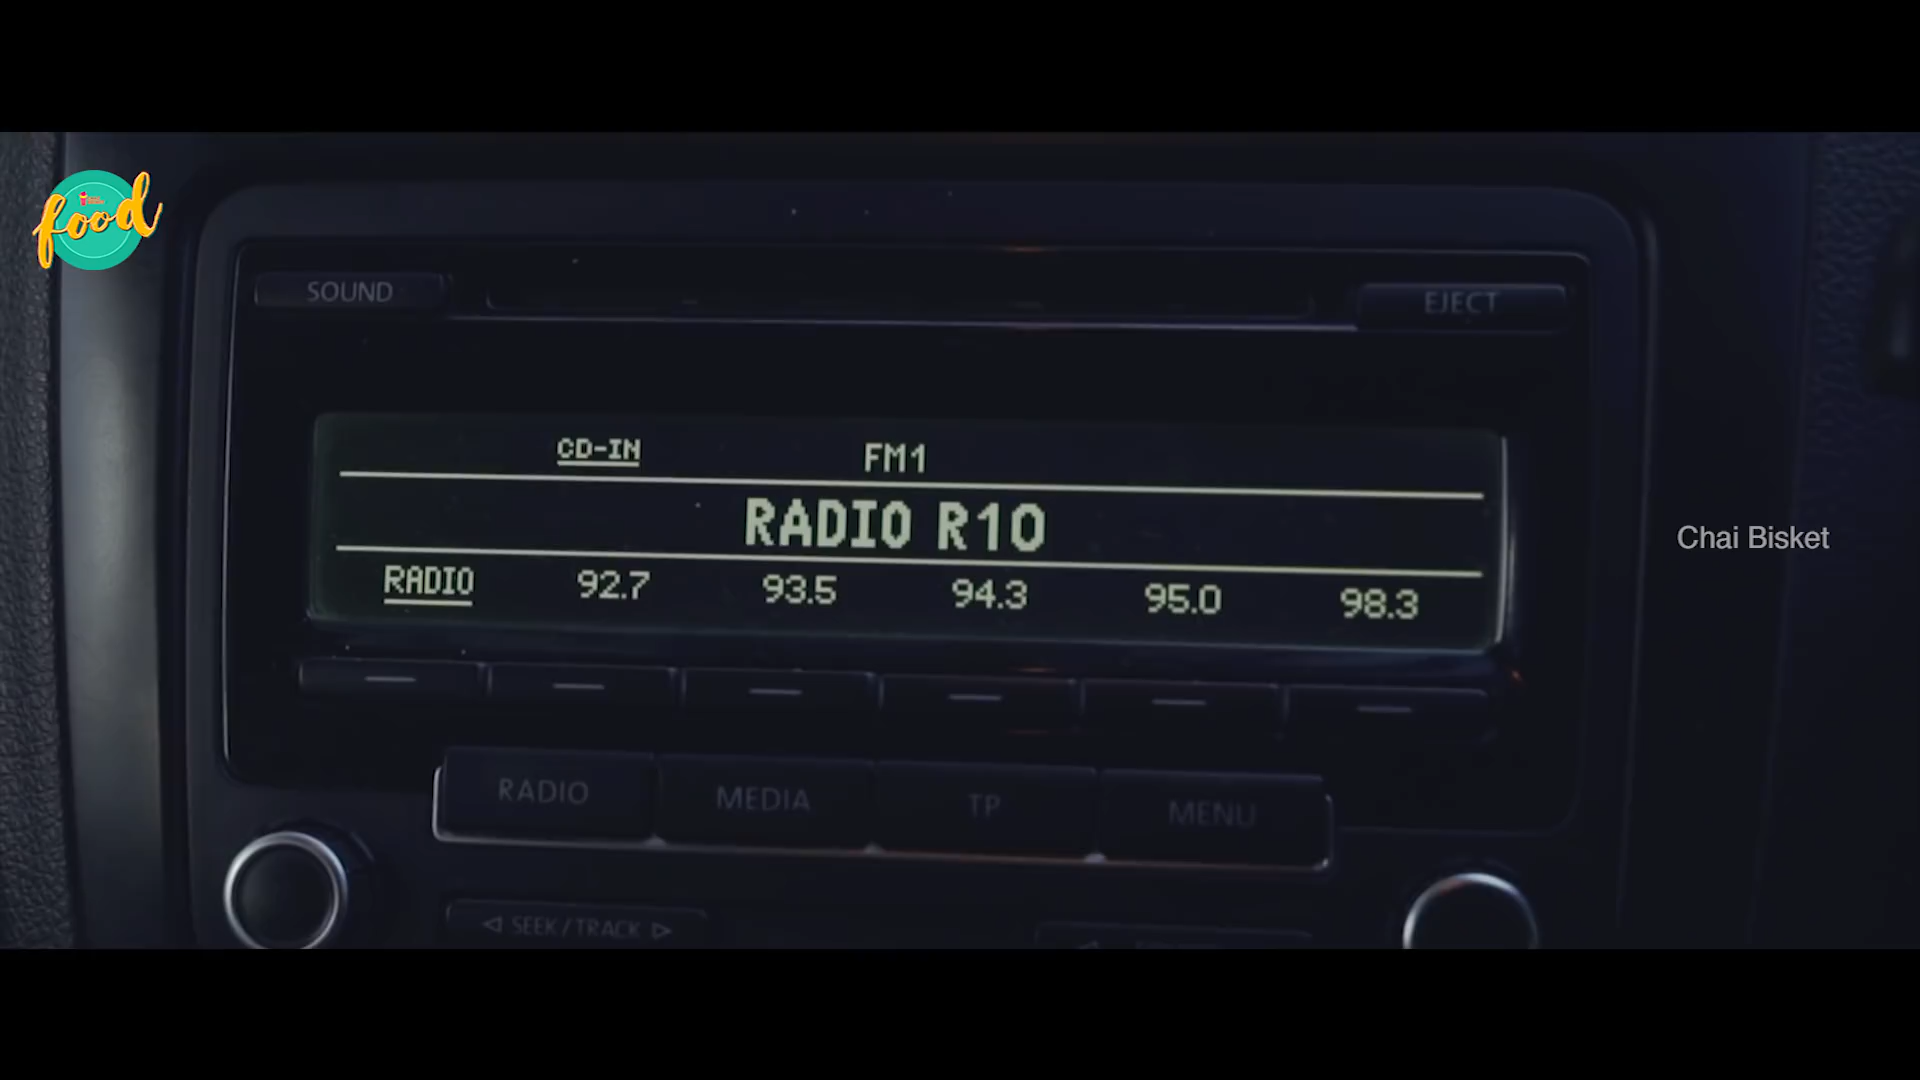 food
SOUND
EJECT
CD-IN FM1
RADIO R10
Chai Bisket
RADIO 92.7 93.5 94.3 95.0 98.3
RADIO MEDIA TP MENU
SEEK / TRACK